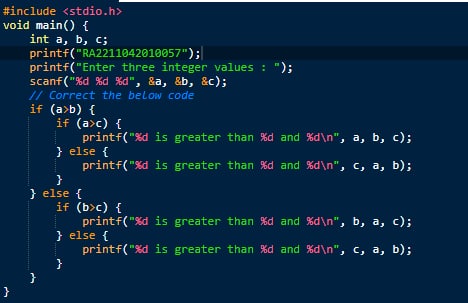 #include <stdio.h>
void main() {
    int a, b, c;
    printf("RA2211042010057");
    printf("Enter three integer values : ");
    scanf("%d %d %d", &a, &b, &c);
    // Correct the below code
    if (a>b) {
        if (a>c) {
            printf("%d is greater than %d and %d\n", a, b, c);
        } else {
            printf("%d is greater than %d and %d\n", c, a, b);
        }
    } else {
        if (b>c) {
            printf("%d is greater than %d and %d\n", b, a, c);
        } else {
            printf("%d is greater than %d and %d\n", c, a, b);
        }
    }
}